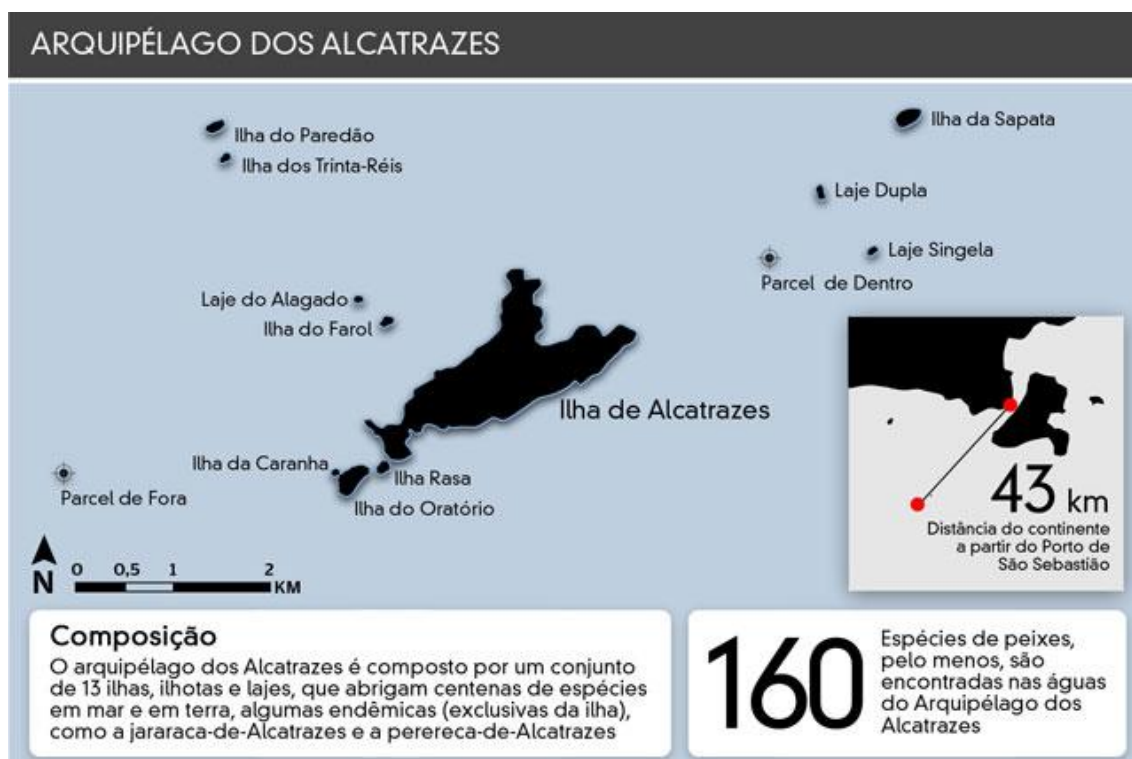 ARQUIPÉLAGO DOS ALCATRAZES
Ilha do Paredão
Ilha dos Trinta-Réis
Ilha da Sapata
Laje Dupla
Laje Singela
Parcel de Dentro
Laje do Alagado
Ilha do Farol
Ilha de Alcatrazes
Ilha da Caranha
Ilha Rasa
Ilha do Oratório
Parcel de Fora
N
0 0,5 1 2
KM
43 km
Distância do continente
a partir do Porto de
São Sebastião
Composição
O arquipélago dos Alcatrazes é composto por um conjunto
de 13 ilhas, ilhotas e lajes, que abrigam centenas de espécies
em mar e em terra, algumas endêmicas (exclusivas da ilha),
como a jararaca-de-Alcatrazes e a perereca-de-Alcatrazes
160
Espécies de peixes,
pelo menos, são
encontradas nas águas
do Arquipélago dos
Alcatrazes